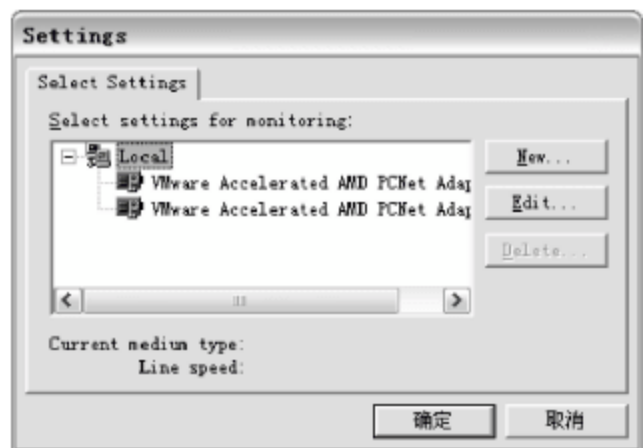 Settings
Select Settings
Select settings for monitoring:
Local
New...
VMware Accelerated AMD PCNet Adap
VMware Accelerated AMD PCNet Adap
Edit...
Delete...
Current medium type:
Line speed:
确定
取消